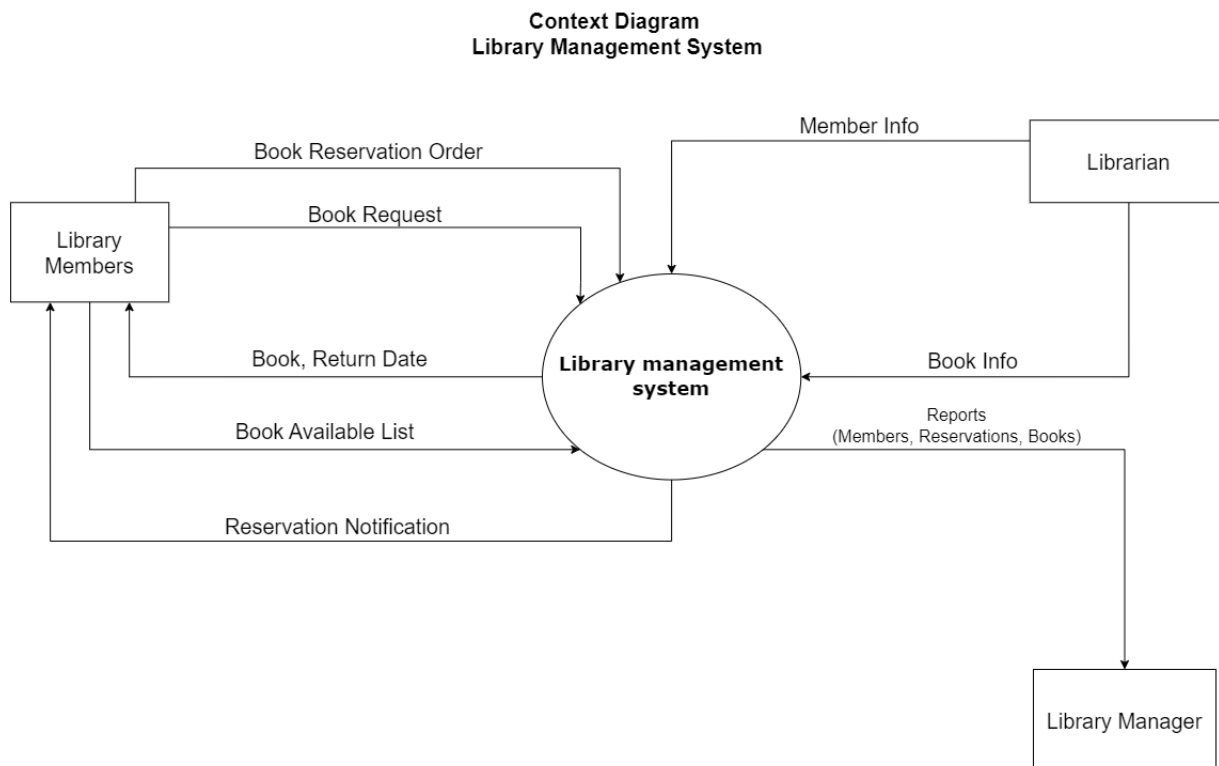 Context Diagram
Library Management System
Member Info
Librarian
Book Reservation Order
Book Request
Library
Members
Book, Return Date
Library management
system
Book Info
Reports
(Members, Reservations, Books)
Book Available List
Reservation Notification
Library Manager